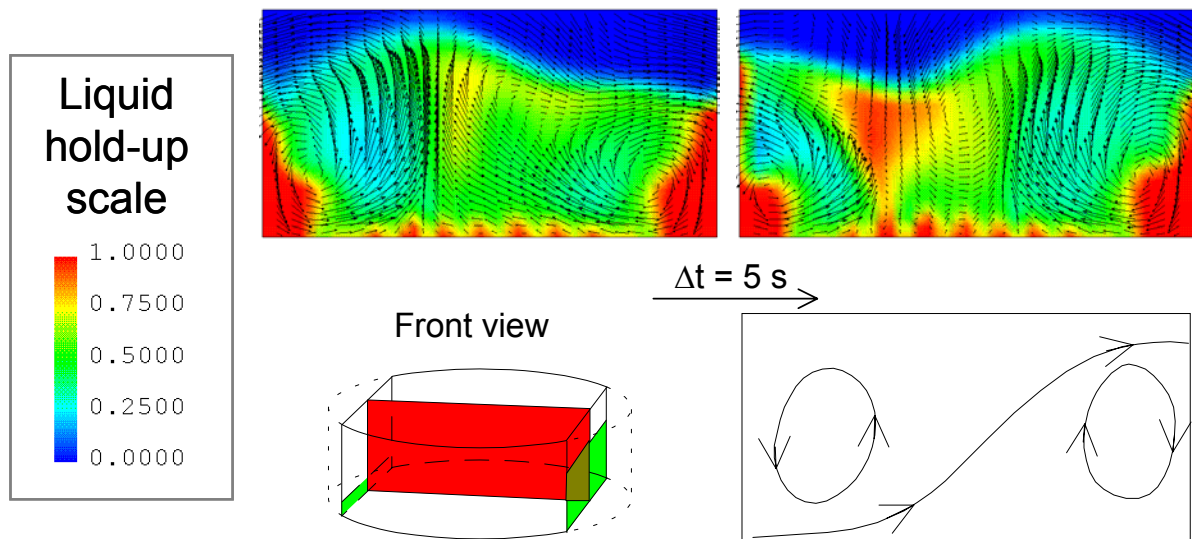 Liquid
hold-up
scale
1.0000
0.7500
0.5000
0.2500
0.0000
Δt = 5 s
Front view